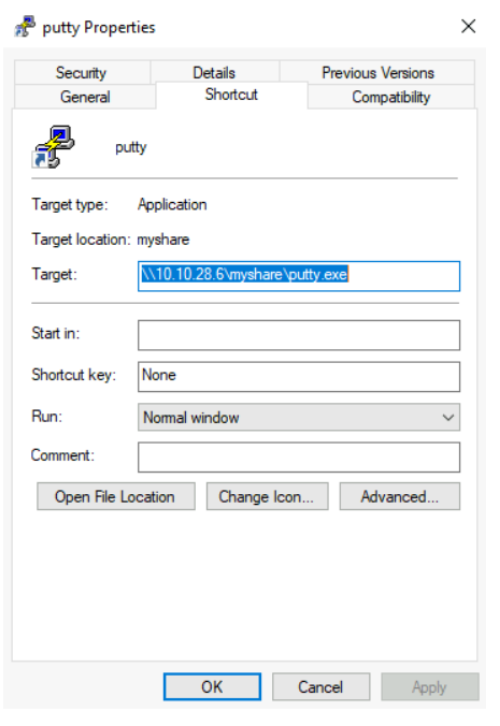 putty Properties
Security Details Previous Versions
General Shortcut Compatibility
putty
Target type: Application
Target location: myshare
Target: \\10.10.28.6\myshare\putty.exe
Start in:
Shortcut key: None
Run: Normal window
Comment:
Open File Location Change Icon... Advanced...
OK Cancel Apply